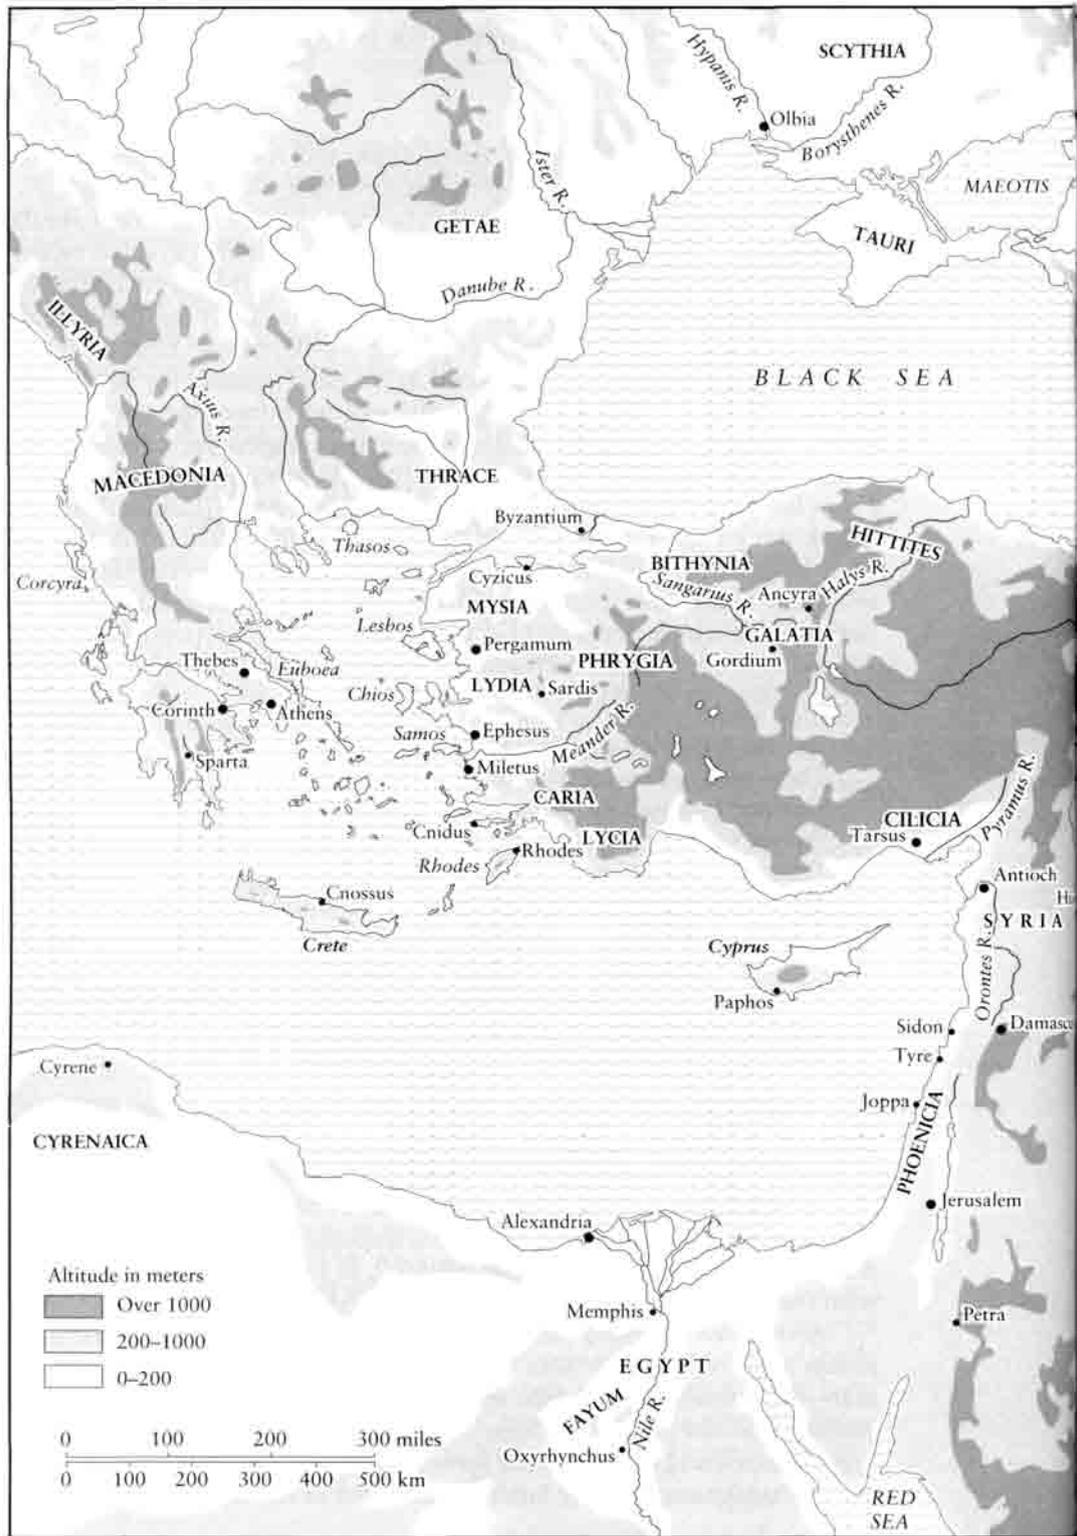 SCYTHIA
Hypanis R.
Olbia
Borysthenes R.
Ister R.
MAEOTIS
GETAE
TAURI
Danube R.
ILLYRIA
BLACK SEA
Axius R.
MACEDONIA
THRACE
Byzantium
HITTITES
Thasos
BITHYNIA
Corcyra
Cyzicus
Sangarius R.
Ancyra
Halys R.
MYSIA
Lesbos
GALATIA
Pergamum
Thebes
Euboea
PHRYGIA
Gordium
Chios
LYDIA
Sardis
Corinth
Athens
Samos
Ephesus
Meander R.
Sparta
Miletus
CARIA
Pyramus R.
CILICIA
Cnidus
LYCIA
Tarsus
Rhodes
Rhodes
Antioch
Cnossus
SYRIA
Crete
Cyprus
Orontes R.
Paphos
Sidon
Damasc
Tyre
Cyrene
Joppa
PHOENICIA
CYRENAICA
Jerusalem
Alexandria
Altitude in meters
Over 1000
200–1000
0–200
Memphis
Petra
EGYPT
FAYUM
Nile R.
Oxyrhynchus
0 100 200 300 miles
0 100 200 300 400 500 km
RED
SEA